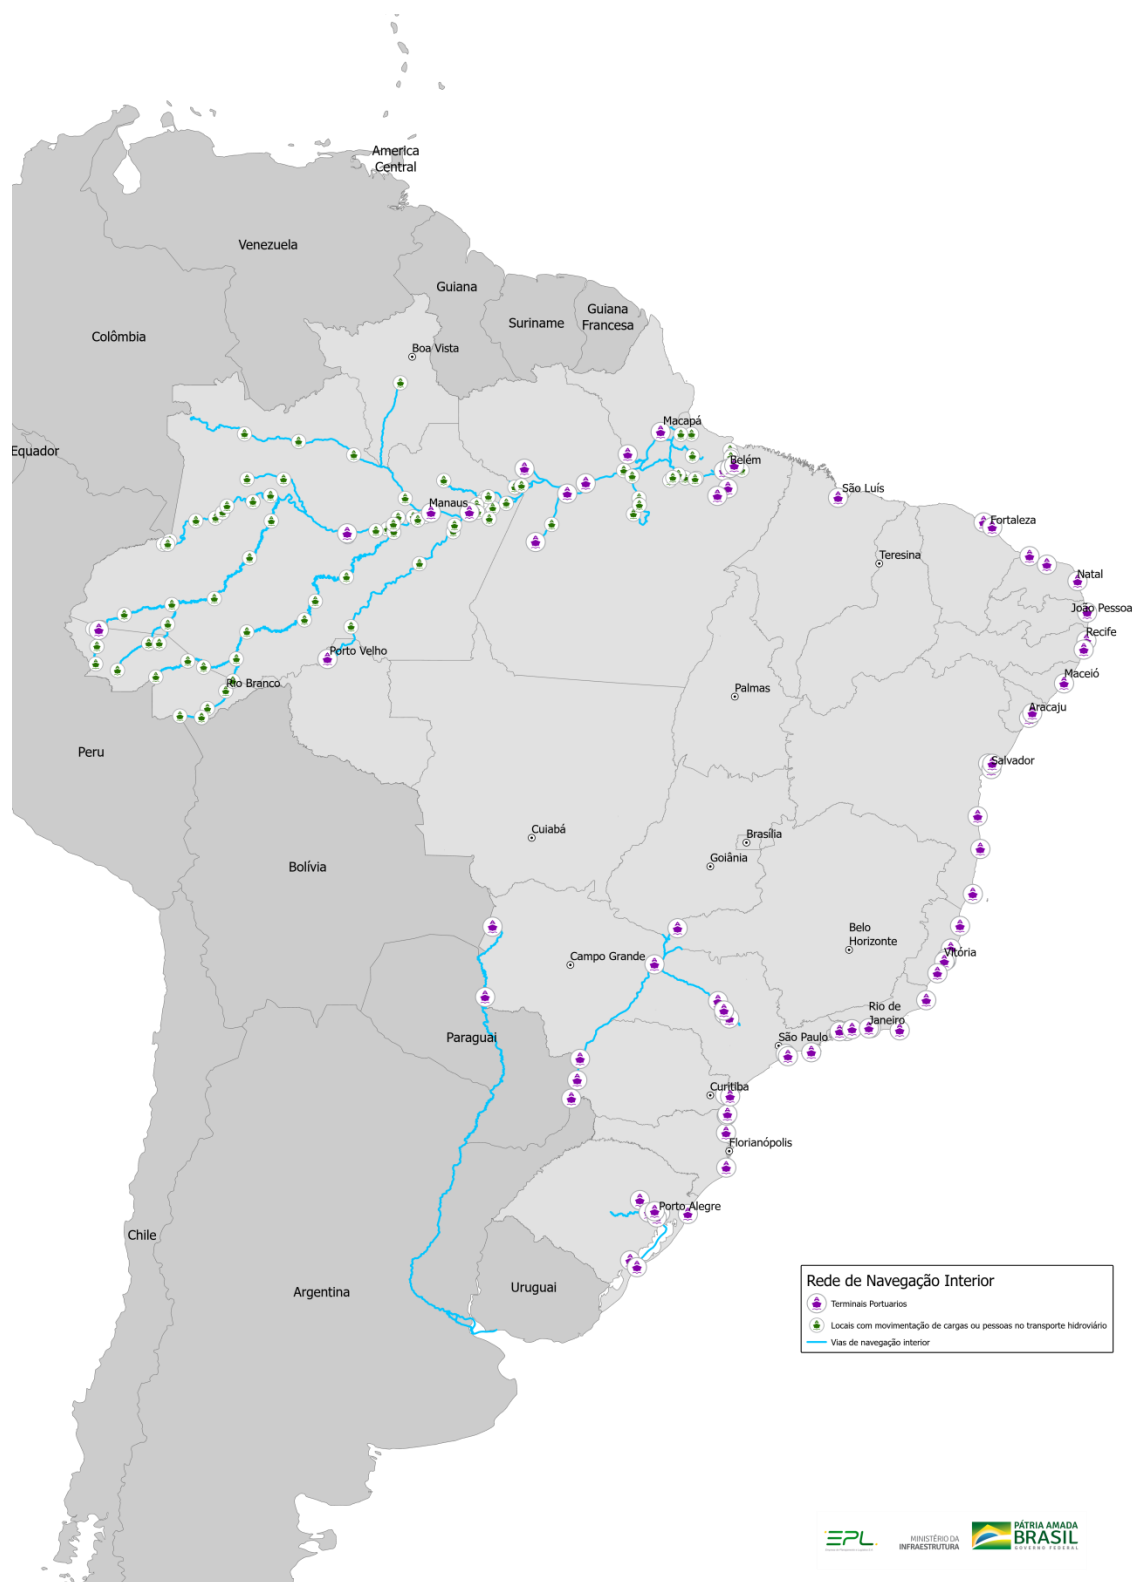 America
Central
Venezuela
Guiana
Guiana
Francesa
Suriname
Colômbia
Boa Vista
Macapá
Equador
Belém
São Luís
Manaus
Fortaleza
Teresina
Natal
João Pessoa
Recife
Porto Velho
Maceió
Rio Branco
Palmas
Aracaju
Peru
Salvador
Cuiabá
Brasília
Goiânia
Bolívia
Belo
Horizonte
Campo Grande
Vitória
Rio de
Janeiro
Paraguai
São Paulo
Curitiba
Florianópolis
Porto Alegre
Chile
Argentina
Uruguai
Rede de Navegação Interior
Terminais Portuarios
Locais com movimentação de cargas ou pessoas no transporte hidroviário
Vias de navegação interior
EPL
MINISTÉRIO DA
INFRAESTRUTURA
PÁTRIA AMADA
BRASIL
GOVERNO FEDERAL